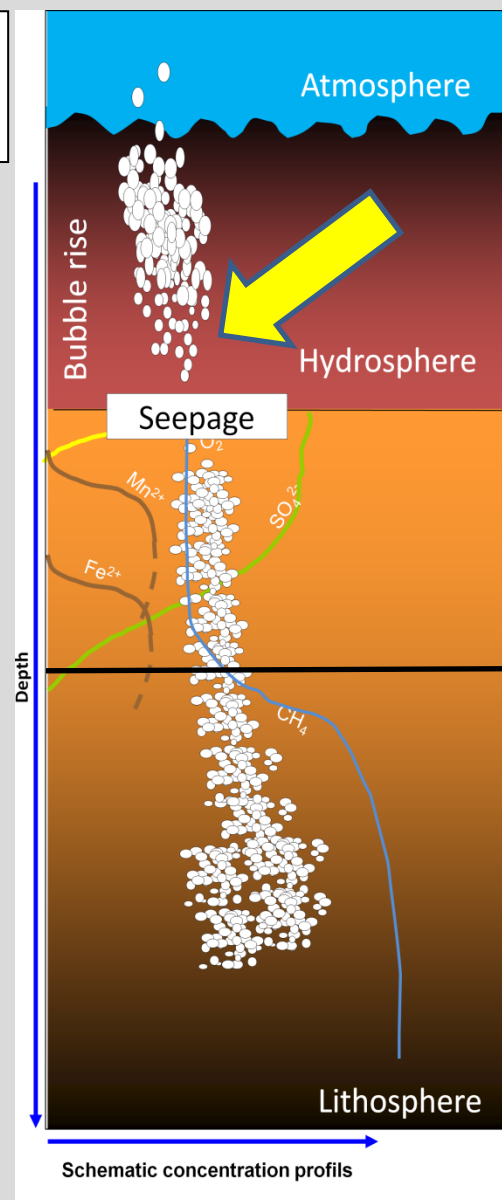 Atmosphere
Bubble rise
Hydrosphere
Seepage
O₂
Mn²⁺
SO₄²⁻
Fe²⁺
Depth
CH₄
Lithosphere
Schematic concentration profils